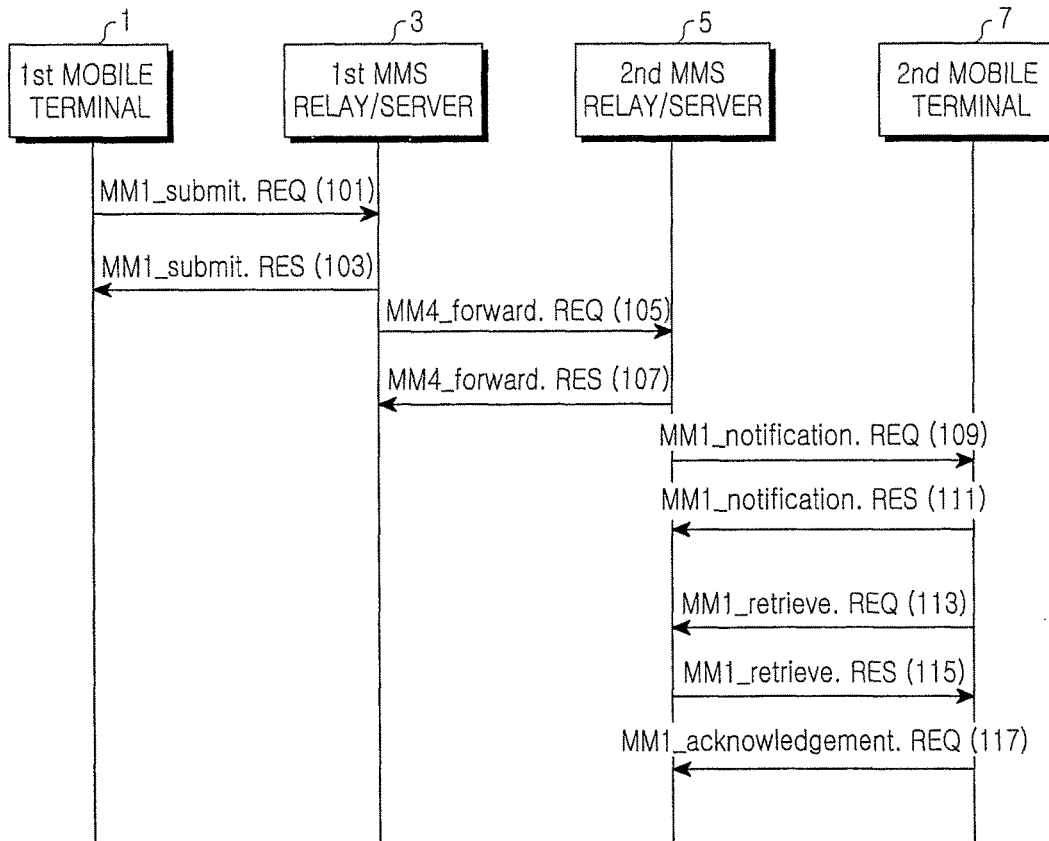 1
3
5
7
1st MOBILE
TERMINAL
1st MMS
RELAY/SERVER
2nd MMS
RELAY/SERVER
2nd MOBILE
TERMINAL
MM1_submit. REQ (101)
MM1_submit. RES (103)
MM4_forward. REQ (105)
MM4_forward. RES (107)
MM1_notification. REQ (109)
MM1_notification. RES (111)
MM1_retrieve. REQ (113)
MM1_retrieve. RES (115)
MM1_acknowledgement. REQ (117)